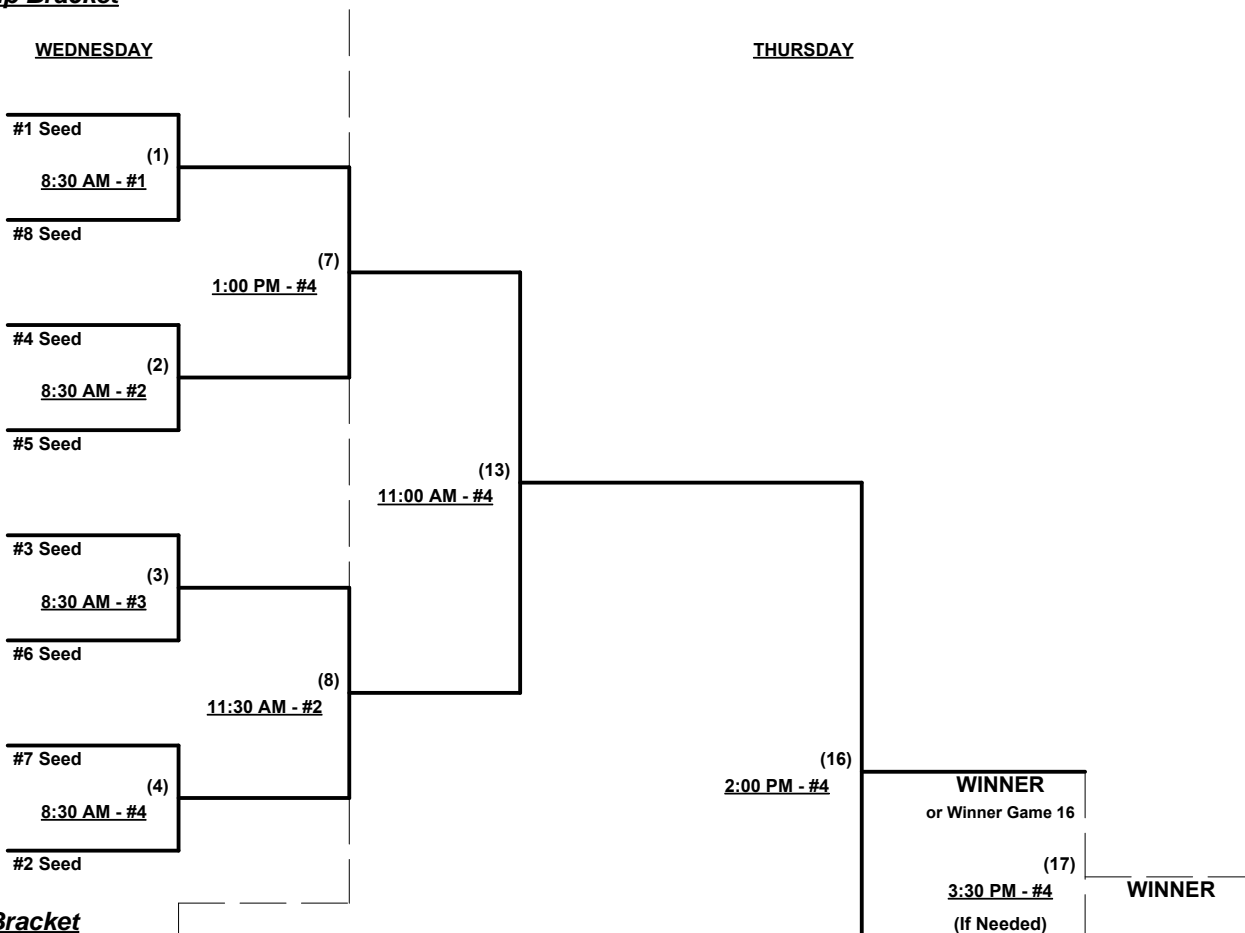 Bracket
WEDNESDAY
THURSDAY
#1 Seed
(1)
8:30 AM - #1
#8 Seed
(7)
1:00 PM - #4
#4 Seed
(2)
8:30 AM - #2
#5 Seed
(13)
11:00 AM - #4
#3 Seed
(3)
8:30 AM - #3
#6 Seed
(8)
11:30 AM - #2
#7 Seed
(4)
8:30 AM - #4
#2 Seed
(16)
2:00 PM - #4
WINNER
or Winner Game 16
(17)
3:30 PM - #4
(If Needed)
WINNER
Bracket